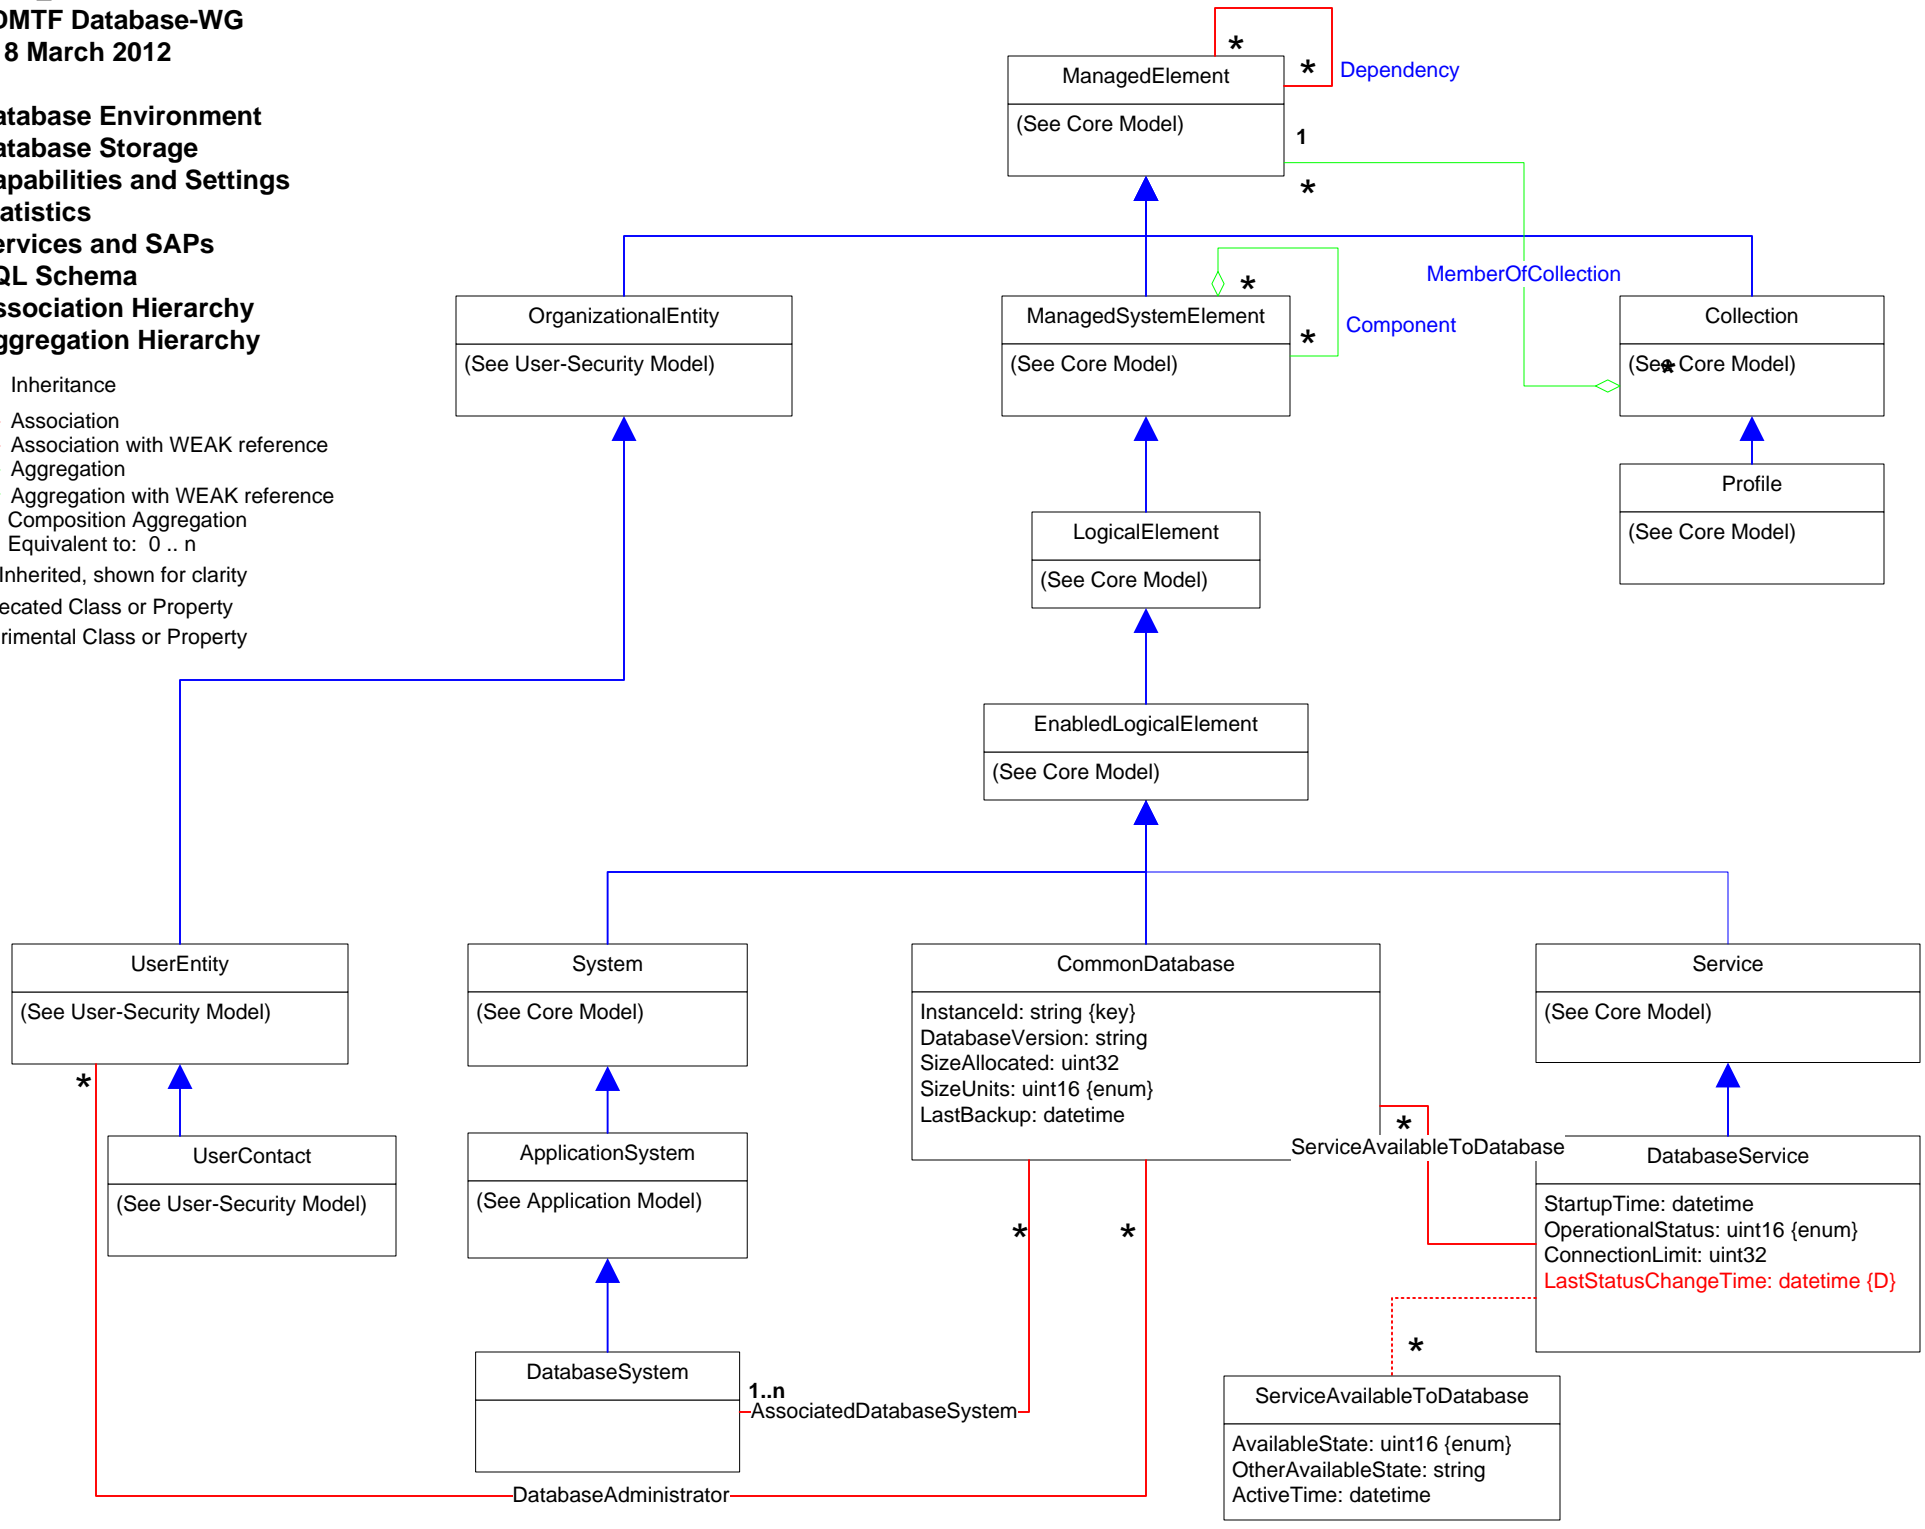 OMTF Database-WG
8 March 2012
atabase Environment
atabase Storage
apabilities and Settings
atistics
ervices and SAPs
QL Schema
ssociation Hierarchy
ggregation Hierarchy
Inheritance
Association
Association with WEAK reference
Aggregation
Aggregation with WEAK reference
Composition Aggregation
Equivalent to: 0 .. n
Inherited, shown for clarity
ecated Class or Property
rimental Class or Property
*
*
Dependency
ManagedElement
(See Core Model)
1
*
MemberOfCollection
OrganizationalEntity
(See User-Security Model)
ManagedSystemElement
(See Core Model)
*
*
Component
Collection
(See Core Model)
*
Profile
(See Core Model)
LogicalElement
(See Core Model)
EnabledLogicalElement
(See Core Model)
UserEntity
(See User-Security Model)
*
System
(See Core Model)
CommonDatabase
InstanceId: string {key}
DatabaseVersion: string
SizeAllocated: uint32
SizeUnits: uint16 {enum}
LastBackup: datetime
Service
(See Core Model)
UserContact
(See User-Security Model)
ApplicationSystem
(See Application Model)
*
*
*
ServiceAvailableToDatabase
DatabaseService
StartupTime: datetime
OperationalStatus: uint16 {enum}
ConnectionLimit: uint32
LastStatusChangeTime: datetime {D}
*
DatabaseSystem
1..n
AssociatedDatabaseSystem
ServiceAvailableToDatabase
AvailableState: uint16 {enum}
OtherAvailableState: string
ActiveTime: datetime
DatabaseAdministrator